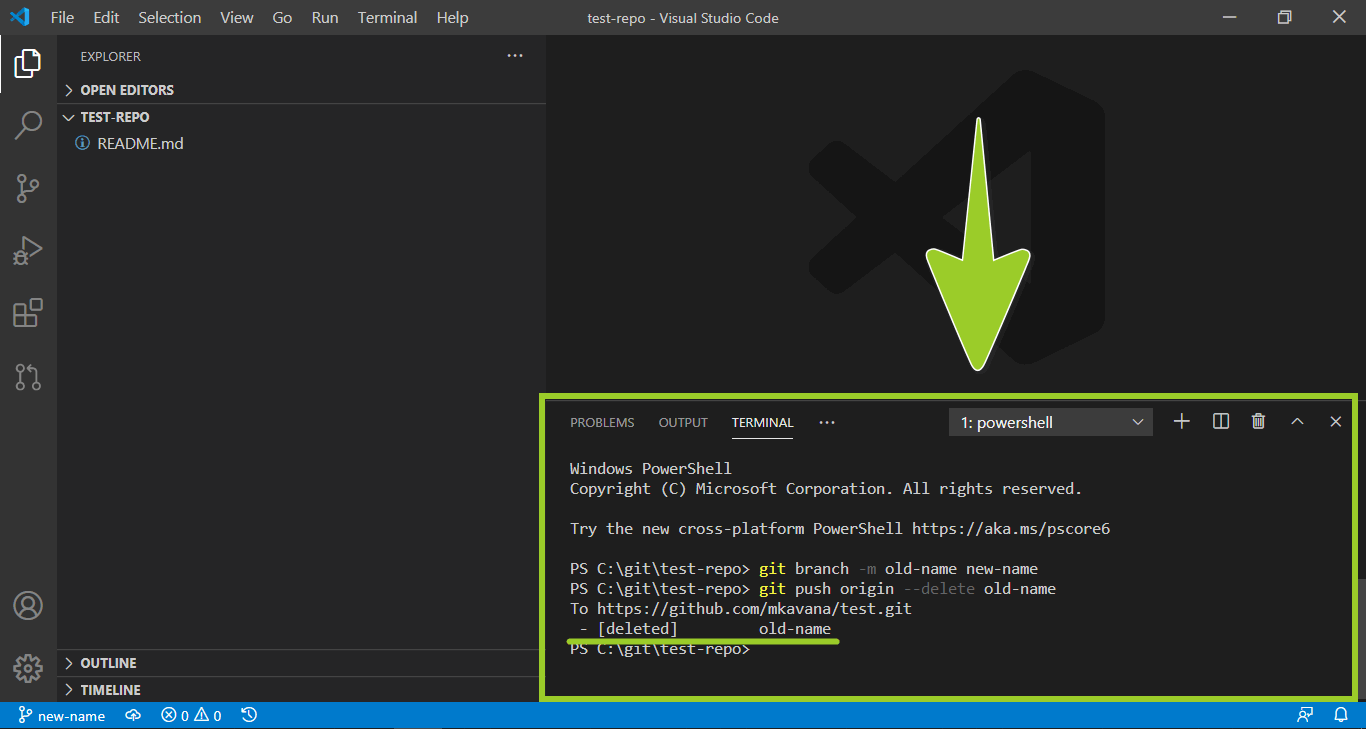 File Edit Selection View Go Run Terminal Help test-repo - Visual Studio Code
EXPLORER
OPEN EDITORS
TEST-REPO
README.md
PROBLEMS OUTPUT TERMINAL 1: powershell
Windows PowerShell
Copyright (C) Microsoft Corporation. All rights reserved.
Try the new cross-platform PowerShell https://aka.ms/pscore6
PS C:\git\test-repo> git branch -m old-name new-name
PS C:\git\test-repo> git push origin --delete old-name
To https://github.com/mkavana/test.git
- [deleted] old-name
PS C:\git\test-repo>
OUTLINE
TIMELINE
new-name 0 0